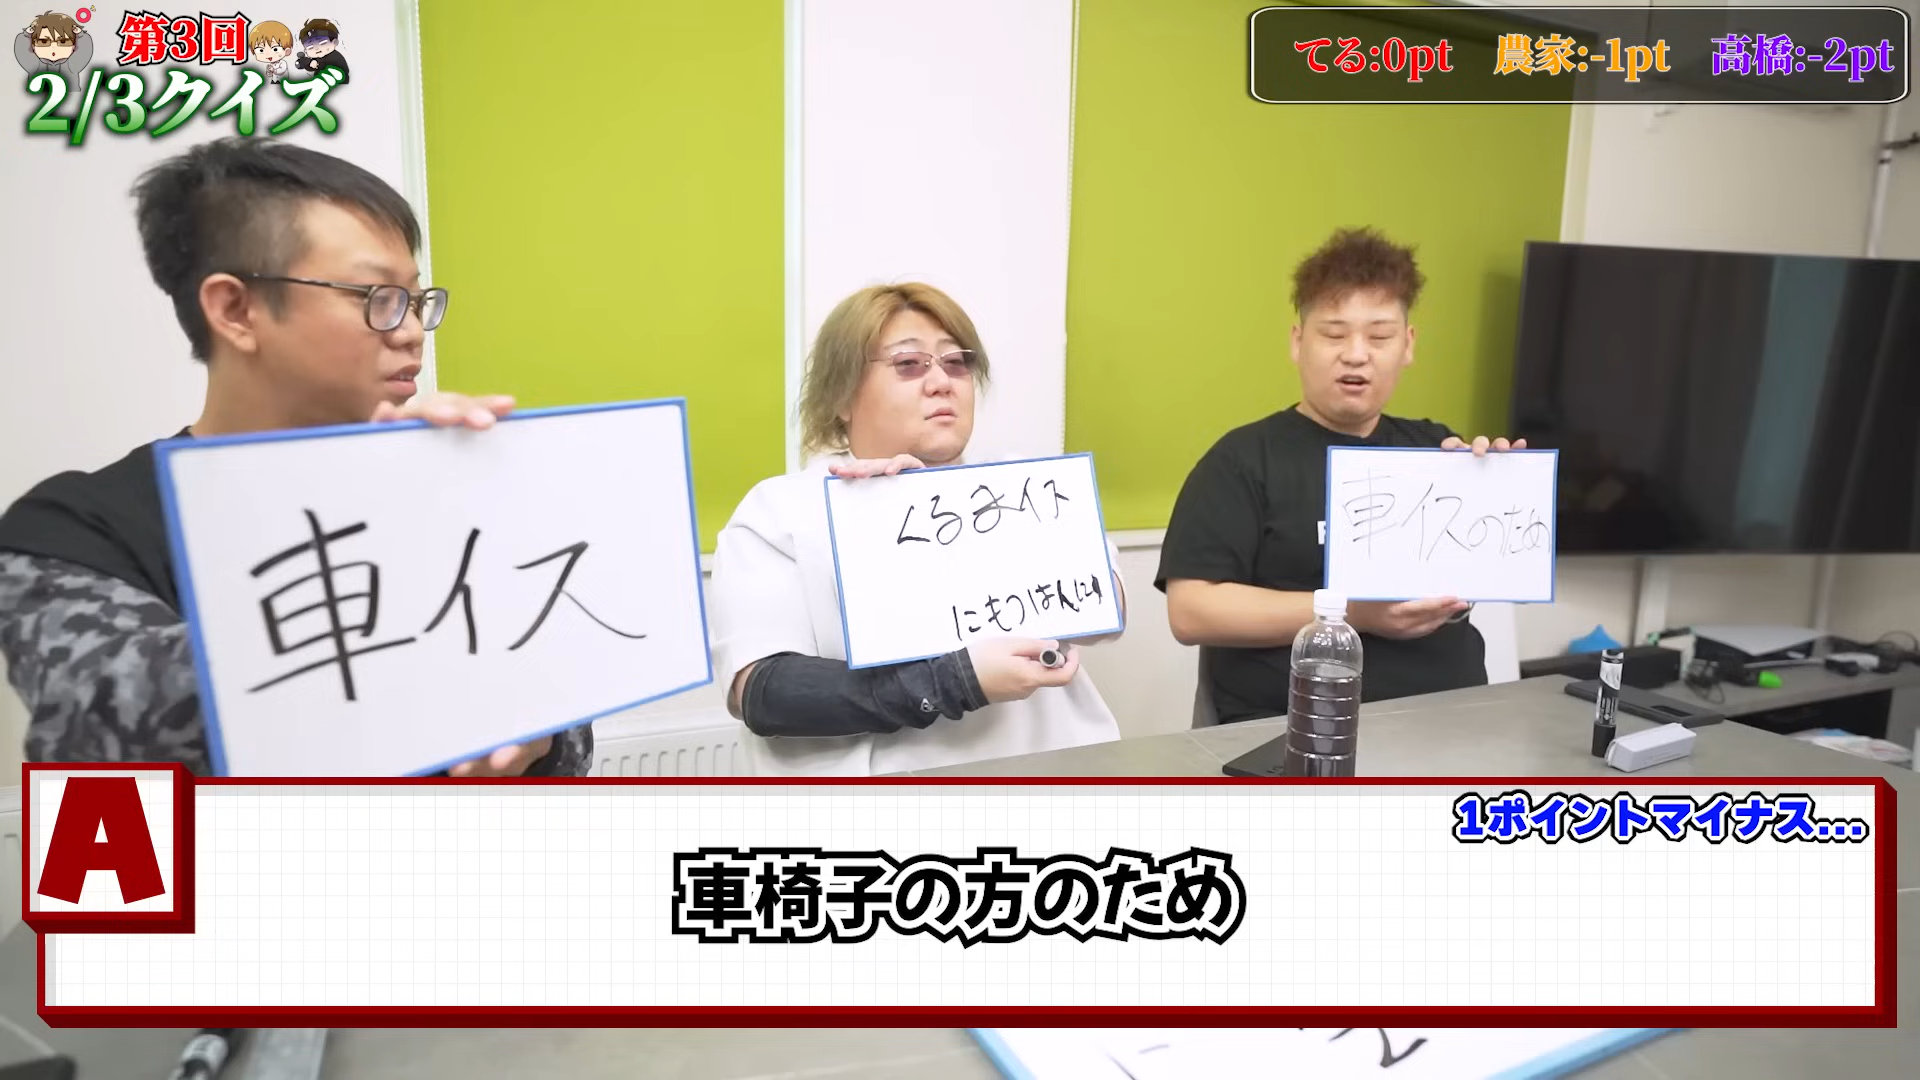 第3回
2/3クイズ
てる:0pt 農家:-1pt 高橋:-2pt
車イス
くるまイス
にもつはんにゅ
車イスのため
A
1ポイントマイナス...
車椅子の方のため